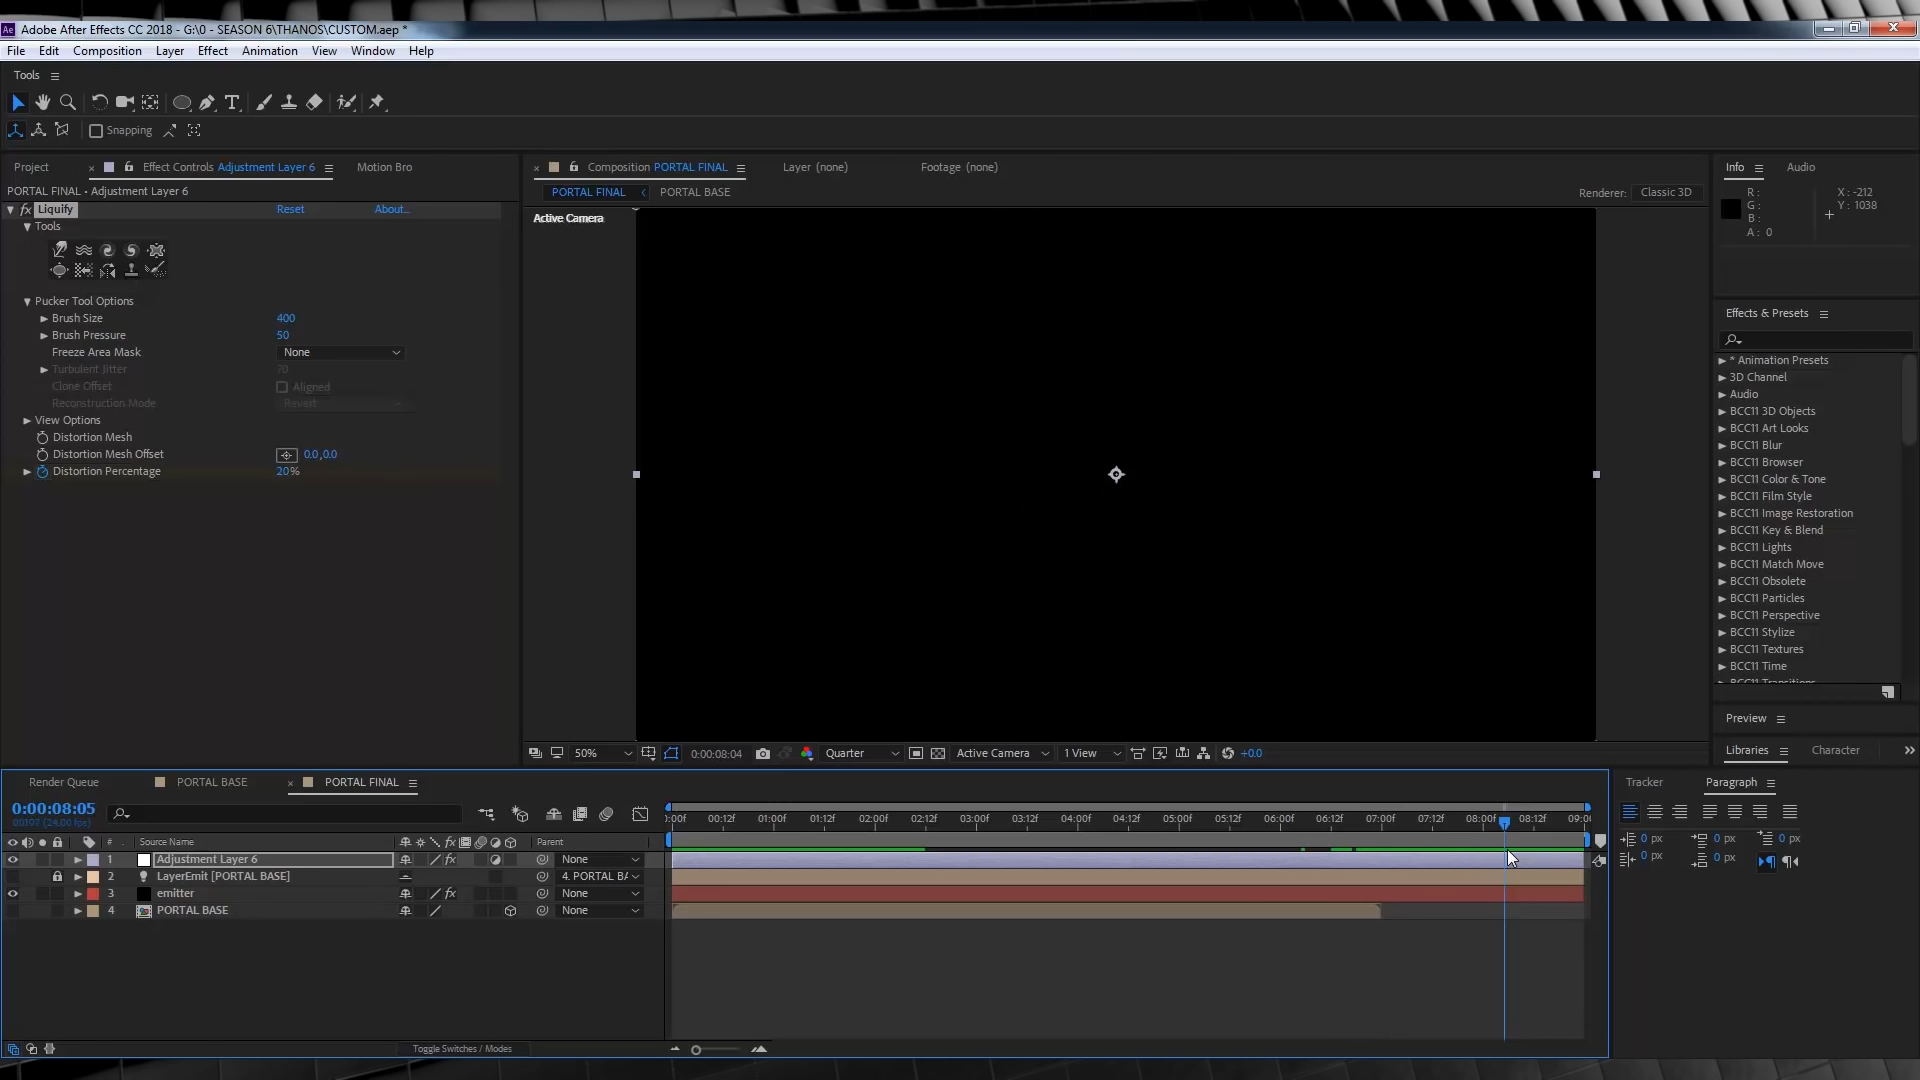 Adobe After Effects CC 2018 - G:\0 - SEASON 6\THANOS\CUSTOM.aep *
File Edit Composition Layer Effect Animation View Window Help
Tools
Snapping
Project Effect Controls Adjustment Layer 6 Motion Bro
PORTAL FINAL • Adjustment Layer 6
fx Liquify Reset About...
Tools
Pucker Tool Options
Brush Size 400
Brush Pressure 50
Freeze Area Mask None
Turbulent Jitter 70
Clone Offset Aligned
Reconstruction Mode Revert
View Options
Distortion Mesh
Distortion Mesh Offset 0.0,0.0
Distortion Percentage 20%
Composition PORTAL FINAL Layer (none) Footage (none)
PORTAL FINAL PORTAL BASE Renderer: Classic 3D
Active Camera
50% 0:00:08:04 Quarter Active Camera 1 View +0.0
Info Audio
R: X: -212
G: Y: 1038
B:
A: 0
Effects & Presets
* Animation Presets
3D Channel
Audio
BCC11 3D Objects
BCC11 Art Looks
BCC11 Blur
BCC11 Browser
BCC11 Color & Tone
BCC11 Film Style
BCC11 Image Restoration
BCC11 Key & Blend
BCC11 Lights
BCC11 Match Move
BCC11 Obsolete
BCC11 Particles
BCC11 Perspective
BCC11 Stylize
BCC11 Textures
BCC11 Time
BCC11 Transitions
Preview
Libraries Character
Tracker Paragraph
0 px 0 px 0 px
0 px 0 px
Render Queue PORTAL BASE PORTAL FINAL
0:00:08:05
00197 (24.00 fps)
# Source Name Parent
1 Adjustment Layer 6 fx None
2 LayerEmit [PORTAL BASE] 4. PORTAL BA
3 emitter fx None
4 PORTAL BASE None
0:00f 00:12f 01:00f 01:12f 02:00f 02:12f 03:00f 03:12f 04:00f 04:12f 05:00f 05:12f 06:00f 06:12f 07:00f 07:12f 08:00f 08:12f 09:0
Toggle Switches / Modes